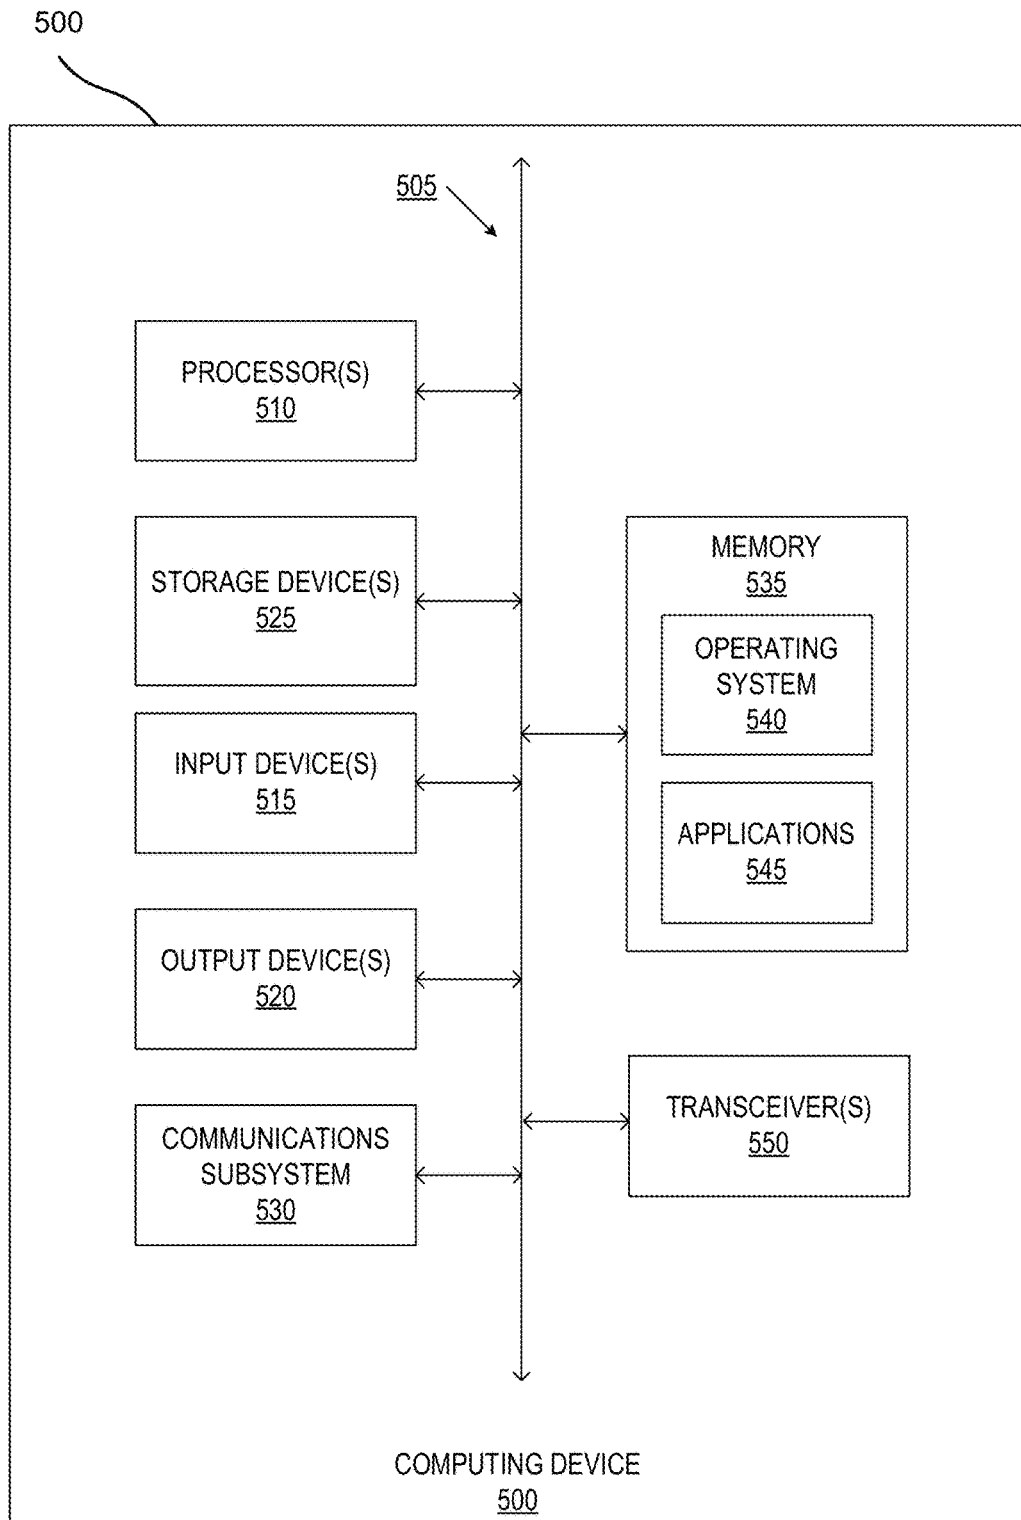 500
505
PROCESSOR(S)
510
STORAGE DEVICE(S)
525
INPUT DEVICE(S)
515
OUTPUT DEVICE(S)
520
COMMUNICATIONS
SUBSYSTEM
530
MEMORY
535
OPERATING
SYSTEM
540
APPLICATIONS
545
TRANSCEIVER(S)
550
COMPUTING DEVICE
500